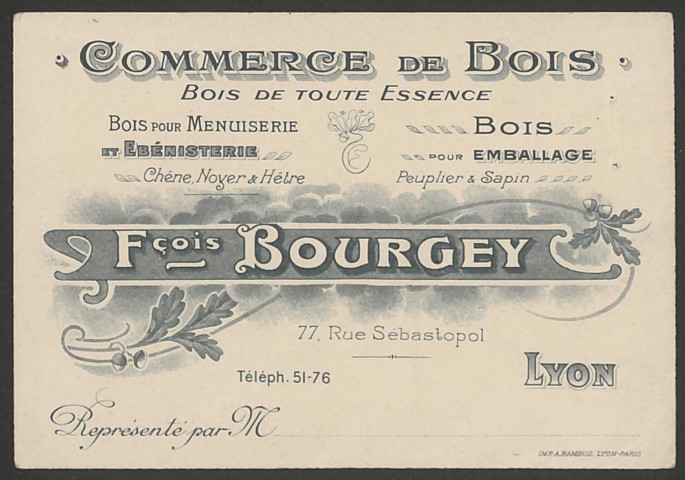 COMMERCE DE BOIS
BOIS DE TOUTE ESSENCE
BOIS POUR MENUISERIE
ET EBÉNISTERIE
Chêne, Noyer & Hêtre
BOIS
POUR EMBALLAGE
Peuplier & Sapin
Fçois BOURGEY
77, Rue Sébastopol
Téléph. 51-76
LYON
Représenté par M
IMP. A. RAMBOZ, LYON-PARIS